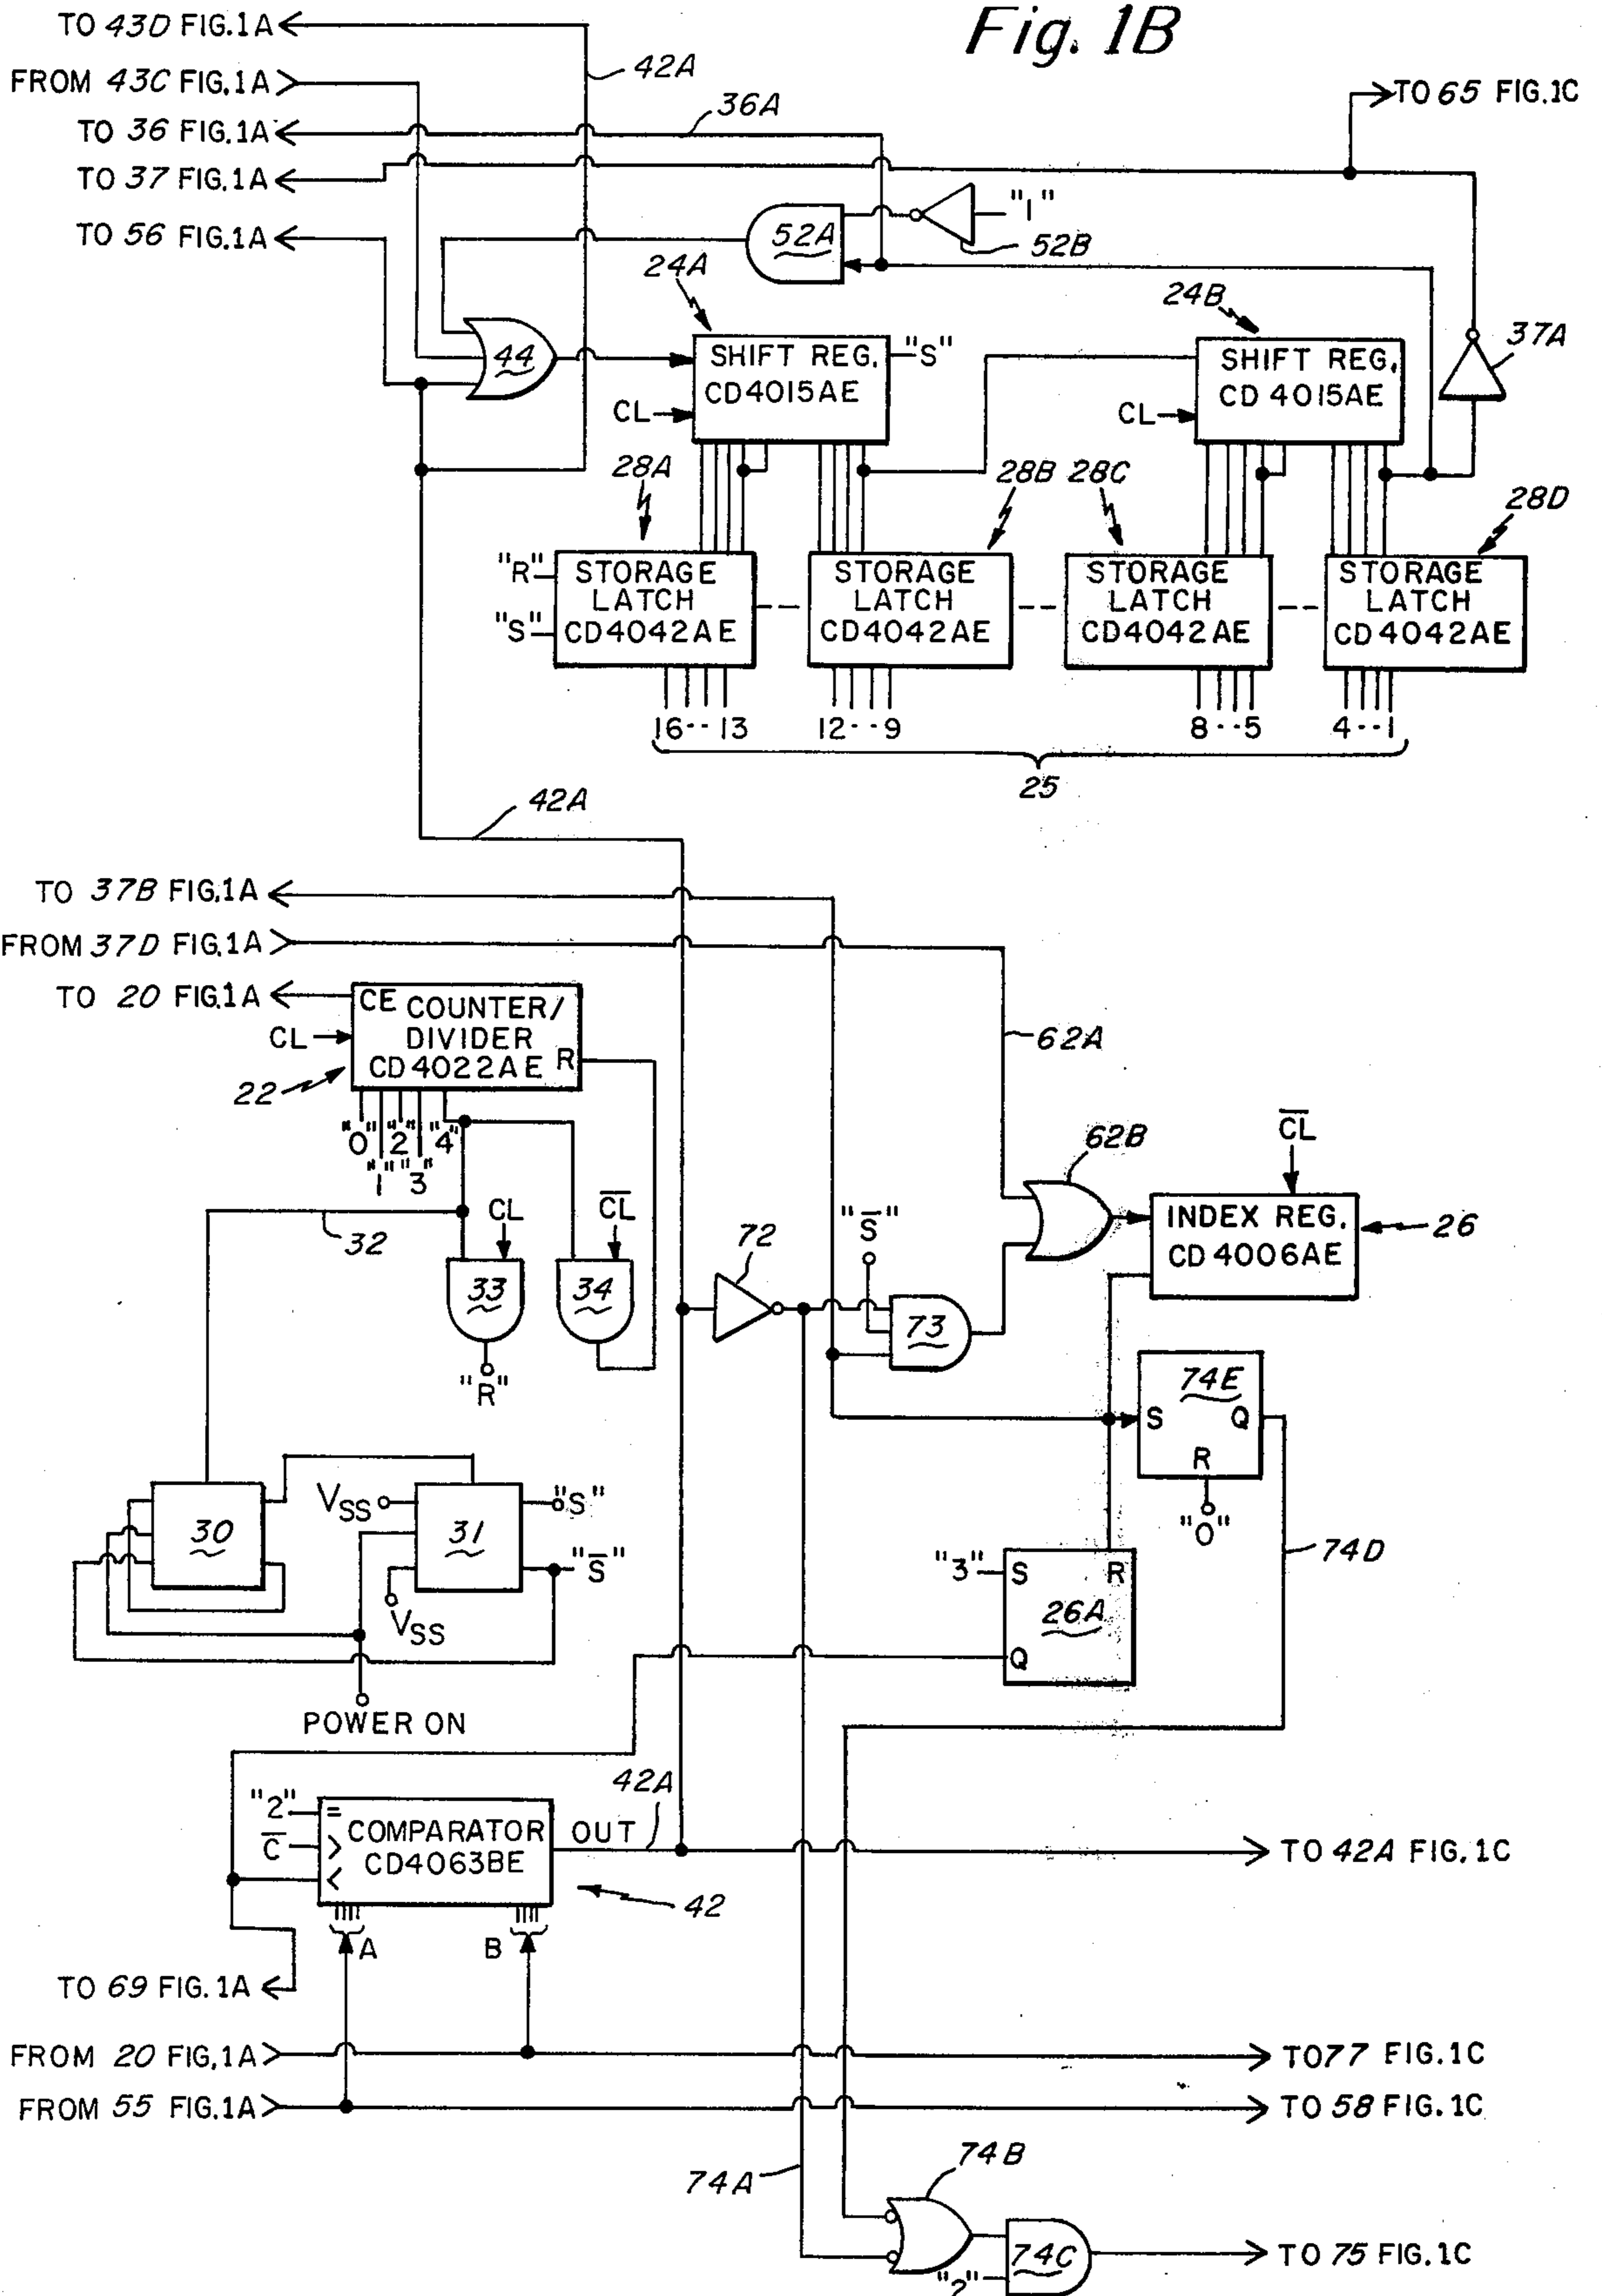 Fig. 1B
TO 43D FIG.1A
42A
FROM 43C FIG.1A
36A
TO 65 FIG.1C
TO 36 FIG.1A
TO 37 FIG.1A
"1"
TO 56 FIG.1A
52A
52B
24A
24B
37A
44
SHIFT REG.
CD4015AE
"S"
CL
SHIFT REG.
CD 4015AE
CL
28A
28B
28C
28D
"R"
"S"
STORAGE
LATCH
CD4042AE
STORAGE
LATCH
CD4042AE
STORAGE
LATCH
CD4042AE
STORAGE
LATCH
CD4042AE
16--13
12--9
8--5
4--1
25
42A
TO 37B FIG.1A
FROM 37D FIG.1A
TO 20 FIG.1A
CE COUNTER/
DIVIDER
CD4022AE R
CL
22
62A
"0"
"2"
"4"
"1"
"3"
62B
C̅L̅
CL
C̅L̅
"S̅"
INDEX REG.
CD4006AE
26
32
72
33
34
73
"R"
74E
S
Q
R
"0"
VSS
"S"
30
31
"S̅"
VSS
74D
"3"
S
R
26A
Q
POWER ON
42A
"2"
=
C̅
>
<
COMPARATOR
CD4063BE
OUT
TO 42A FIG.1C
42
A
B
TO 69 FIG.1A
FROM 20 FIG.1A
TO 77 FIG.1C
FROM 55 FIG.1A
TO 58 FIG.1C
74A
74B
74C
"2"
TO 75 FIG.1C